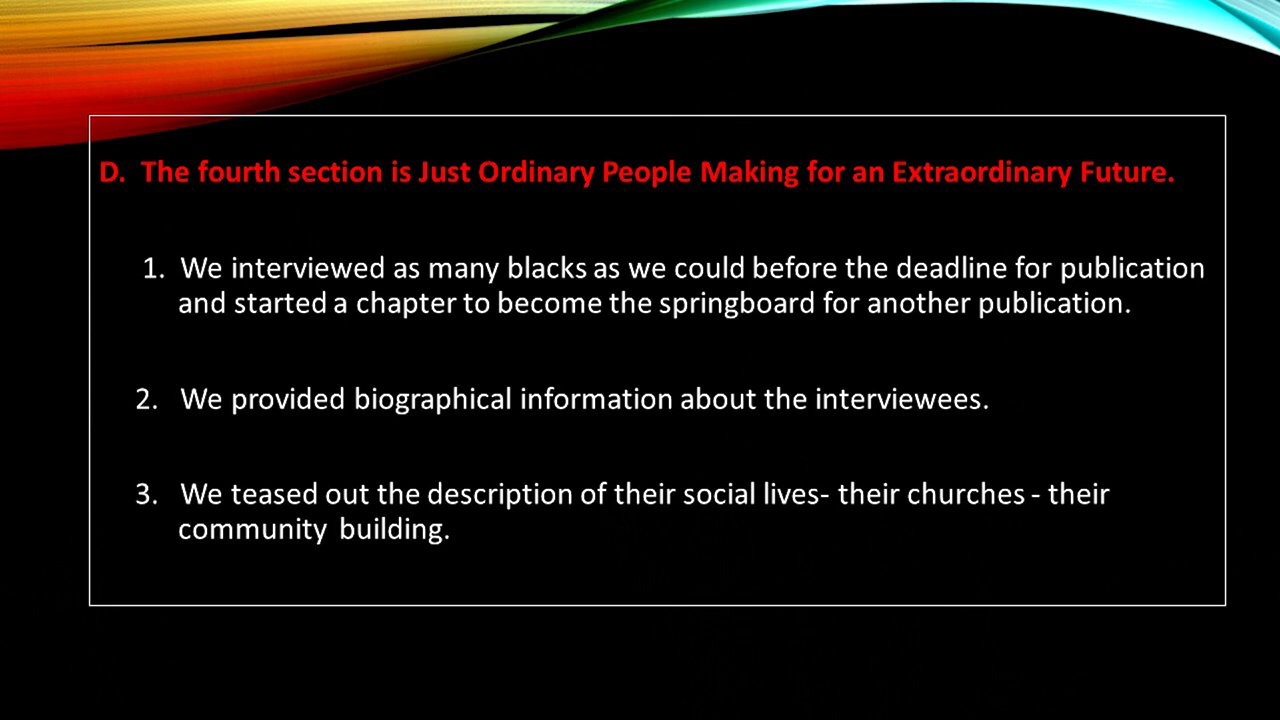 D. The fourth section is Just Ordinary People Making for an Extraordinary Future.
1. We interviewed as many blacks as we could before the deadline for publication
and started a chapter to become the springboard for another publication.
2. We provided biographical information about the interviewees.
3. We teased out the description of their social lives- their churches - their
community building.